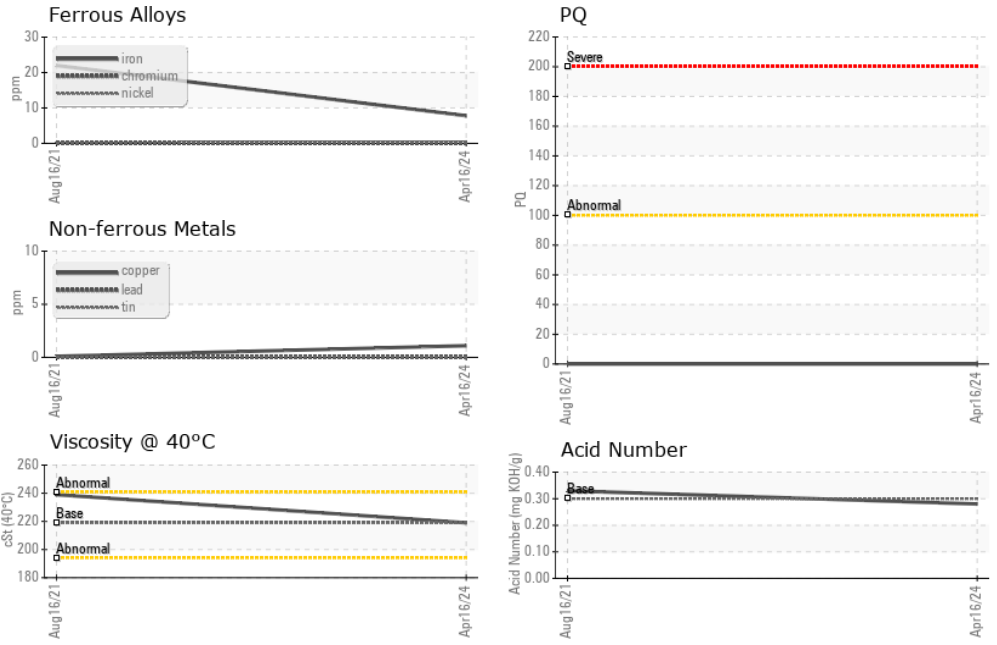 Ferrous Alloys
30
20
10
0
ppm
iron
chromium
nickel
Aug16/21
Apr16/24
Non-ferrous Metals
10
5
0
ppm
copper
lead
tin
Aug16/21
Apr16/24
Viscosity @ 40°C
260
240
220
200
180
cSt (40°C)
Abnormal
Base
Abnormal
Aug16/21
Apr16/24
PQ
220
200
180
160
140
120
100
80
60
40
20
0
PQ
Severe
Abnormal
Aug16/21
Apr16/24
Acid Number
0.40
0.30
0.20
0.10
0.00
Acid Number (mg KOH/g)
Base
Aug16/21
Apr16/24